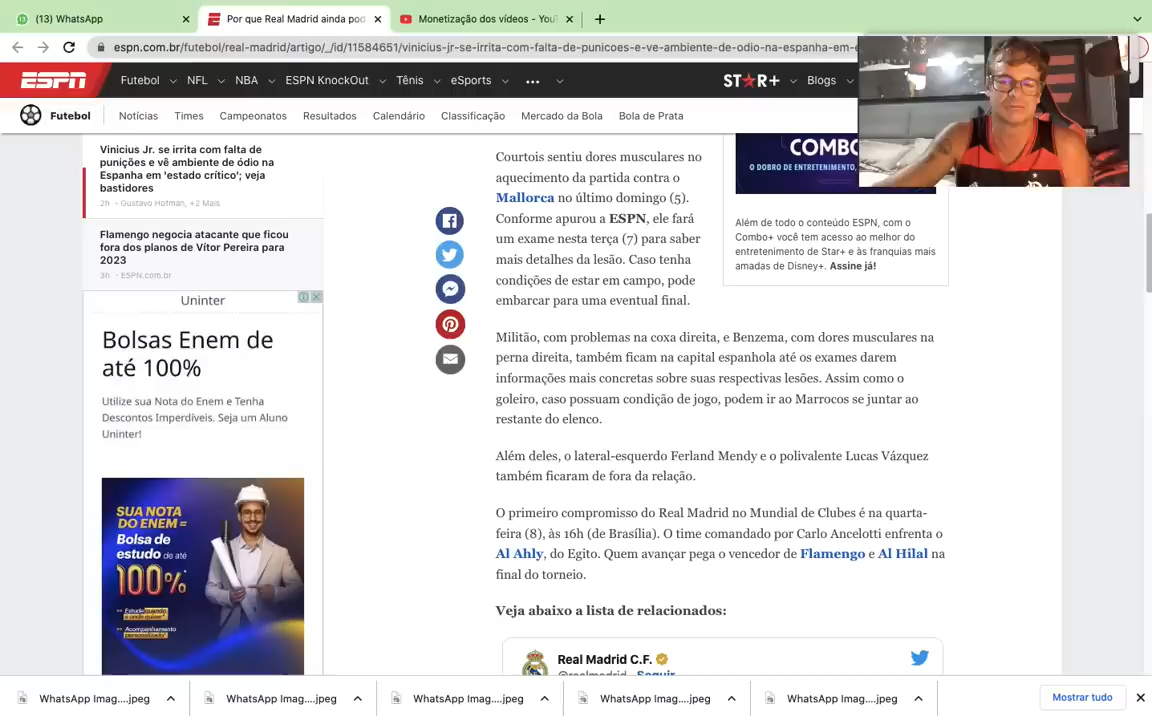 (13) WhatsApp
Por que Real Madrid ainda pod
Monetização dos vídeos - You
espn.com.br/futebol/real-madrid/artigo/_/id/11584651/vinicius-jr-se-irrita-com-falta-de-punicoes-e-ve-ambiente-de-odio-na-espanha-em-e
ESPN
Futebol
NFL
NBA
ESPN KnockOut
Tênis
eSports
STAR+
Blogs
Futebol
Notícias
Times
Campeonatos
Resultados
Calendário
Classificação
Mercado da Bola
Bola de Prata
Vinicius Jr. se irrita com falta de
punições e vê ambiente de ódio na
Espanha em 'estado crítico'; veja
bastidores
2h - Gustavo Hofman, +2 Mais
Flamengo negocia atacante que ficou
fora dos planos de Vítor Pereira para
2023
3h - ESPN.com.br
Uninter
Bolsas Enem de
até 100%
Utilize sua Nota do Enem e Tenha
Descontos Imperdíveis. Seja um Aluno
Uninter!
SUA NOTA
DO ENEM =
Bolsa de
estudo de até
100%
Estude quando
e onde quiser*
Acompanhamento
personalizado*
Courtois sentiu dores musculares no
aquecimento da partida contra o
Mallorca no último domingo (5).
Conforme apurou a ESPN, ele fará
um exame nesta terça (7) para saber
mais detalhes da lesão. Caso tenha
condições de estar em campo, pode
embarcar para uma eventual final.
COMBO
O DOBRO DE ENTRETENIMENTO,
Além de todo o conteúdo ESPN, com o
Combo+ você tem acesso ao melhor do
entretenimento de Star+ e às franquias mais
amadas de Disney+. Assine já!
Militão, com problemas na coxa direita, e Benzema, com dores musculares na
perna direita, também ficam na capital espanhola até os exames darem
informações mais concretas sobre suas respectivas lesões. Assim como o
goleiro, caso possuam condição de jogo, podem ir ao Marrocos se juntar ao
restante do elenco.
Além deles, o lateral-esquerdo Ferland Mendy e o polivalente Lucas Vázquez
também ficaram de fora da relação.
O primeiro compromisso do Real Madrid no Mundial de Clubes é na quarta-
feira (8), às 16h (de Brasília). O time comandado por Carlo Ancelotti enfrenta o
Al Ahly, do Egito. Quem avançar pega o vencedor de Flamengo e Al Hilal na
final do torneio.
Veja abaixo a lista de relacionados:
Real Madrid C.F.
@realmadrid · Seguir
WhatsApp Imag....jpeg
WhatsApp Imag....jpeg
WhatsApp Imag....jpeg
WhatsApp Imag....jpeg
WhatsApp Imag....jpeg
Mostrar tudo